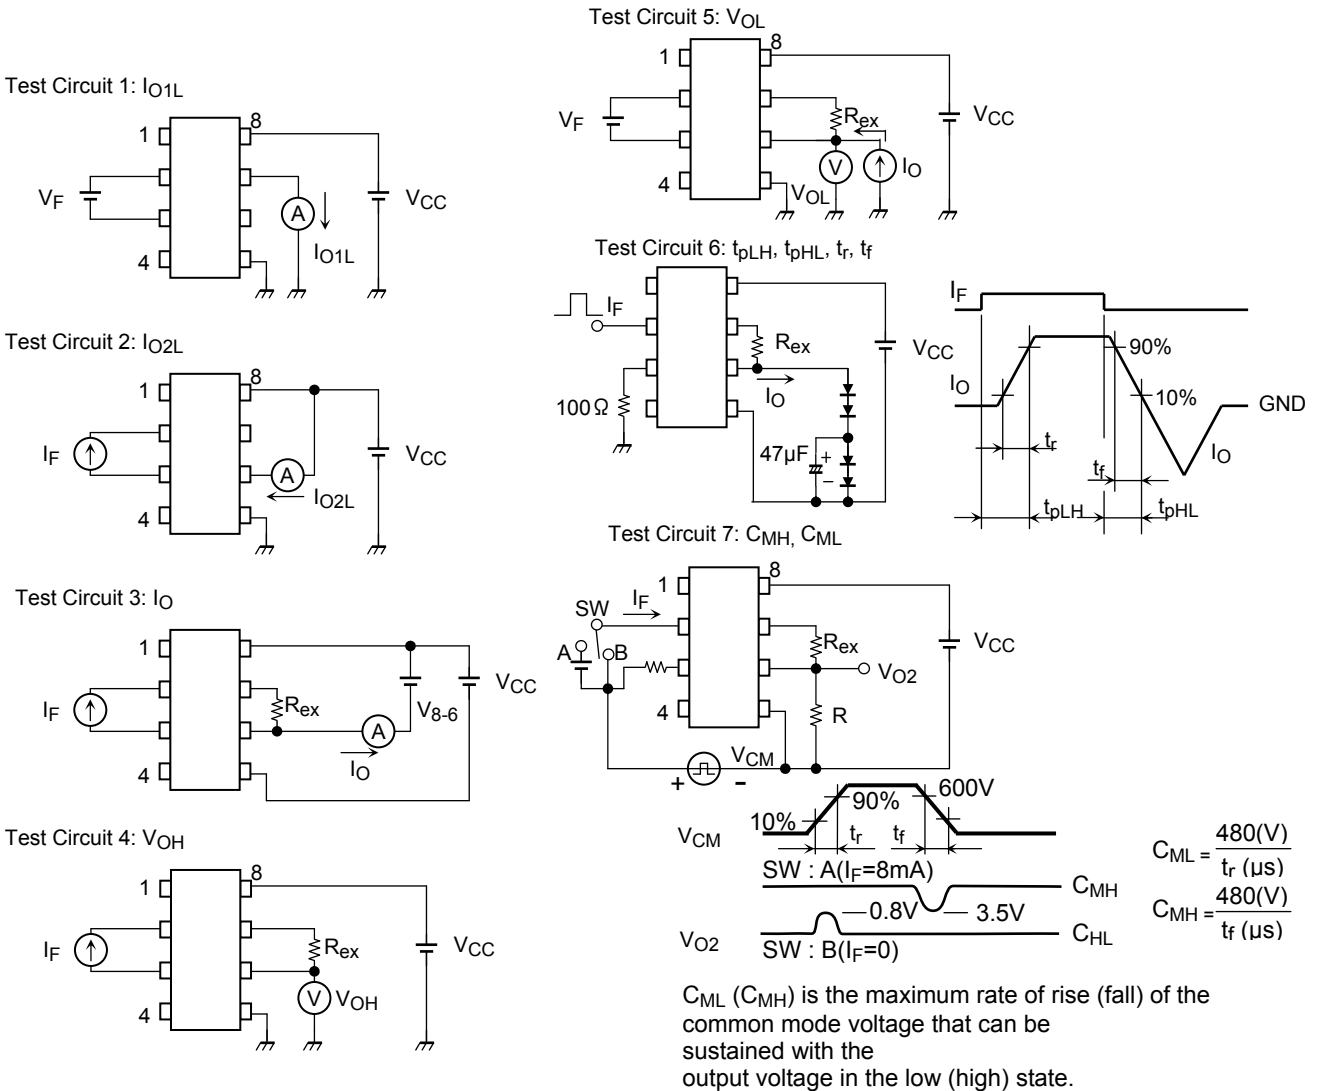 Test Circuit 1: IO1L
1
8
VF
VCC
A
IO1L
4
Test Circuit 2: IO2L
1
8
IF
VCC
A
IO2L
4
Test Circuit 3: IO
1
IF
Rex
A
V8-6
VCC
IO
4
Test Circuit 4: VOH
1
8
IF
Rex
VCC
V
VOH
4
Test Circuit 5: VOL
1
8
VF
Rex
VCC
V
IO
4
VOL
Test Circuit 6: tpLH, tpHL, tr, tf
IF
Rex
VCC
IO
100Ω
47μF
+
−
IF
90%
IO
10%
GND
tr
IO
tf
tpLH
tpHL
Test Circuit 7: CMH, CML
1
8
SW
IF
A
B
Rex
VCC
VO2
4
R
VCM
+
-
VCM
10%
90%
600V
tr
tf
SW : A(IF=8mA)
CMH
0.8V
3.5V
VO2
CHL
SW : B(IF=0)
CML = 480(V)
tr (μs)
CMH = 480(V)
tf (μs)
CML (CMH) is the maximum rate of rise (fall) of the
common mode voltage that can be
sustained with the
output voltage in the low (high) state.